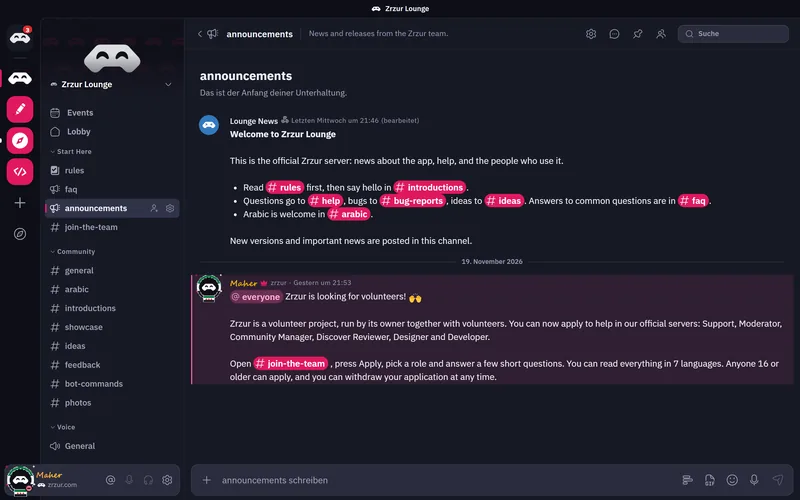 Zrzur Lounge
3
announcements
News and releases from the Zrzur team.
Suche
Zrzur Lounge
Events
Lobby
Start Here
rules
faq
announcements
join-the-team
Community
general
arabic
introductions
showcase
ideas
feedback
bot-commands
photos
Voice
General
Maher
zrzur.com
announcements
Das ist der Anfang deiner Unterhaltung.
Lounge News Letzten Mittwoch um 21:46 (bearbeitet)
Welcome to Zrzur Lounge
This is the official Zrzur server: news about the app, help, and the people who use it.
• Read # rules first, then say hello in # introductions.
• Questions go to # help, bugs to # bug-reports, ideas to # ideas. Answers to common questions are in # faq.
• Arabic is welcome in # arabic.
New versions and important news are posted in this channel.
19. November 2026
Maher zrzur · Gestern um 21:53
@everyone Zrzur is looking for volunteers! 🙌
Zrzur is a volunteer project, run by its owner together with volunteers. You can now apply to help in our official servers: Support, Moderator,
Community Manager, Discover Reviewer, Designer and Developer.
Open # join-the-team , press Apply, pick a role and answer a few short questions. You can read everything in 7 languages. Anyone 16 or
older can apply, and you can withdraw your application at any time.
announcements schreiben
GIF